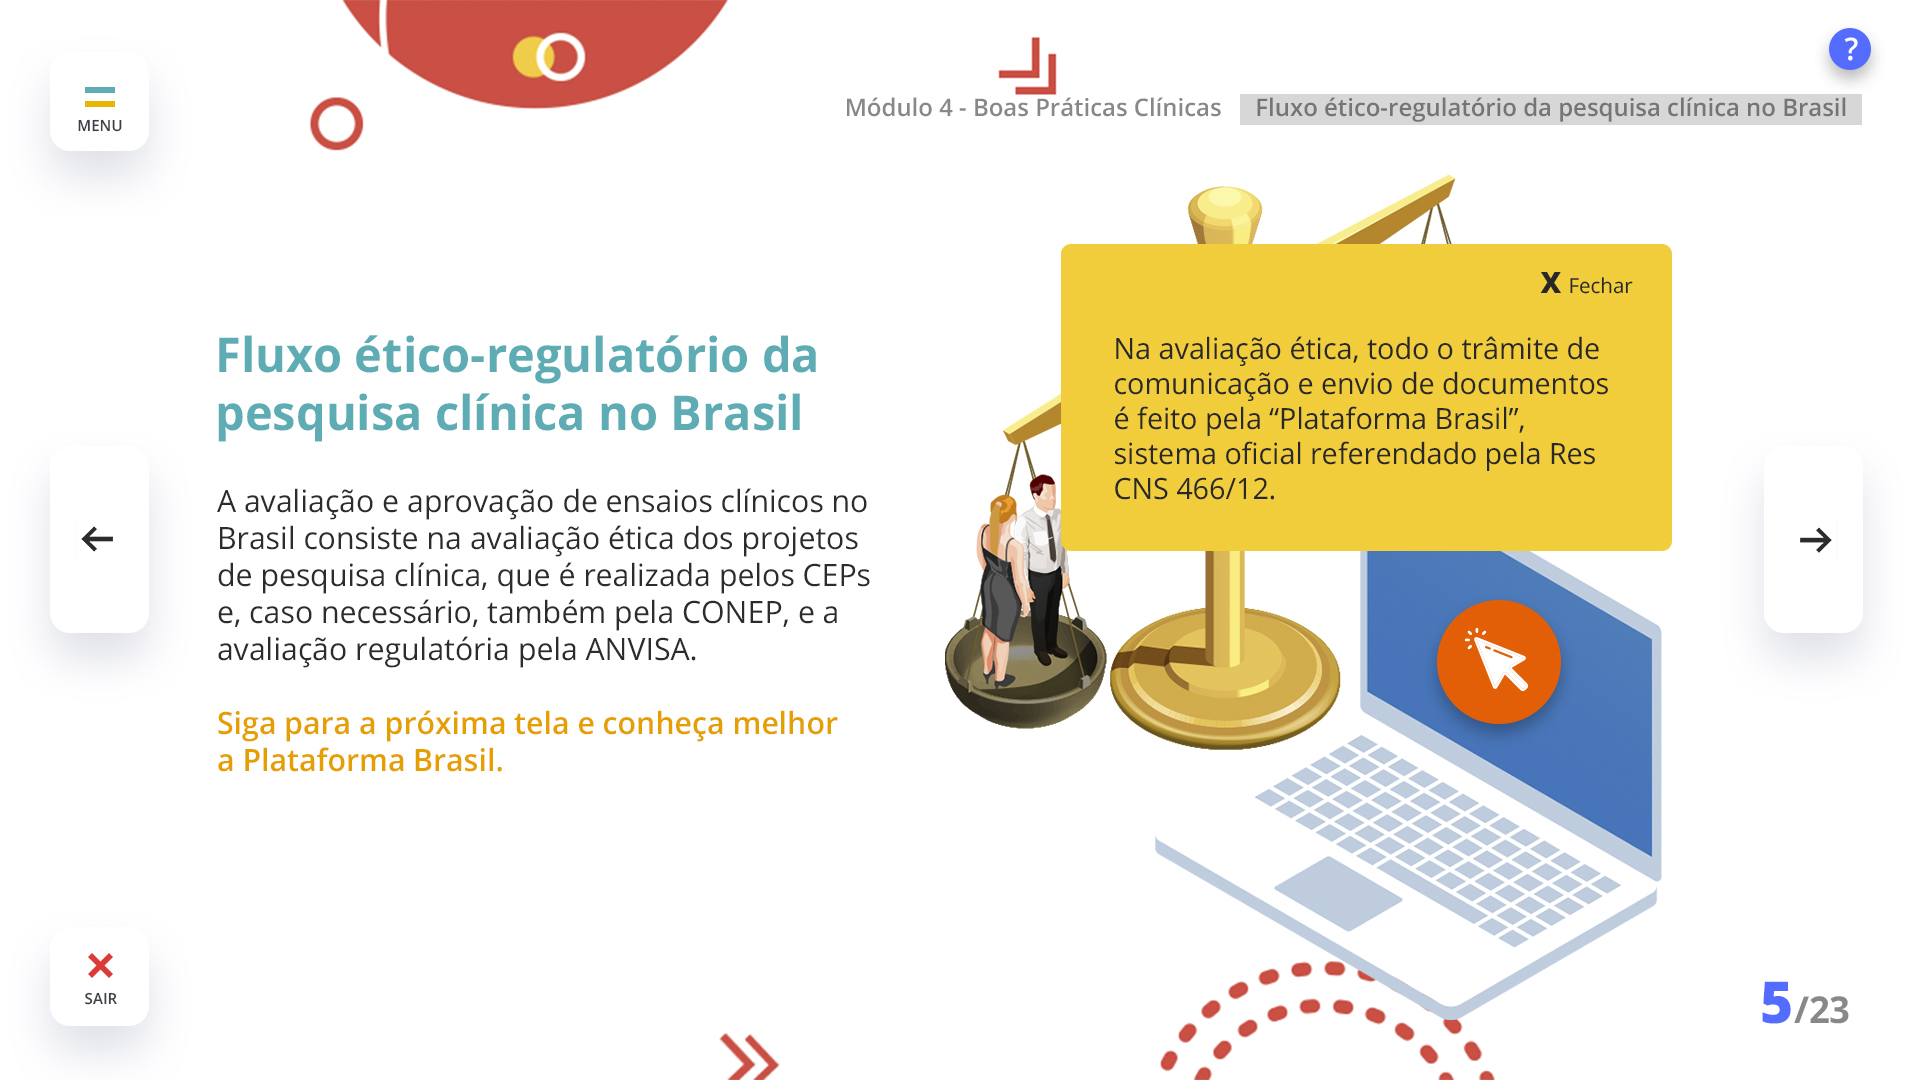 ?
MENU
Módulo 4 - Boas Práticas Clínicas
Fluxo ético-regulatório da pesquisa clínica no Brasil
Fluxo ético-regulatório da
pesquisa clínica no Brasil
A avaliação e aprovação de ensaios clínicos no
Brasil consiste na avaliação ética dos projetos
de pesquisa clínica, que é realizada pelos CEPs
e, caso necessário, também pela CONEP, e a
avaliação regulatória pela ANVISA.
Siga para a próxima tela e conheça melhor
a Plataforma Brasil.
X Fechar
Na avaliação ética, todo o trâmite de
comunicação e envio de documentos
é feito pela “Plataforma Brasil”,
sistema oficial referendado pela Res
CNS 466/12.
SAIR
5/23